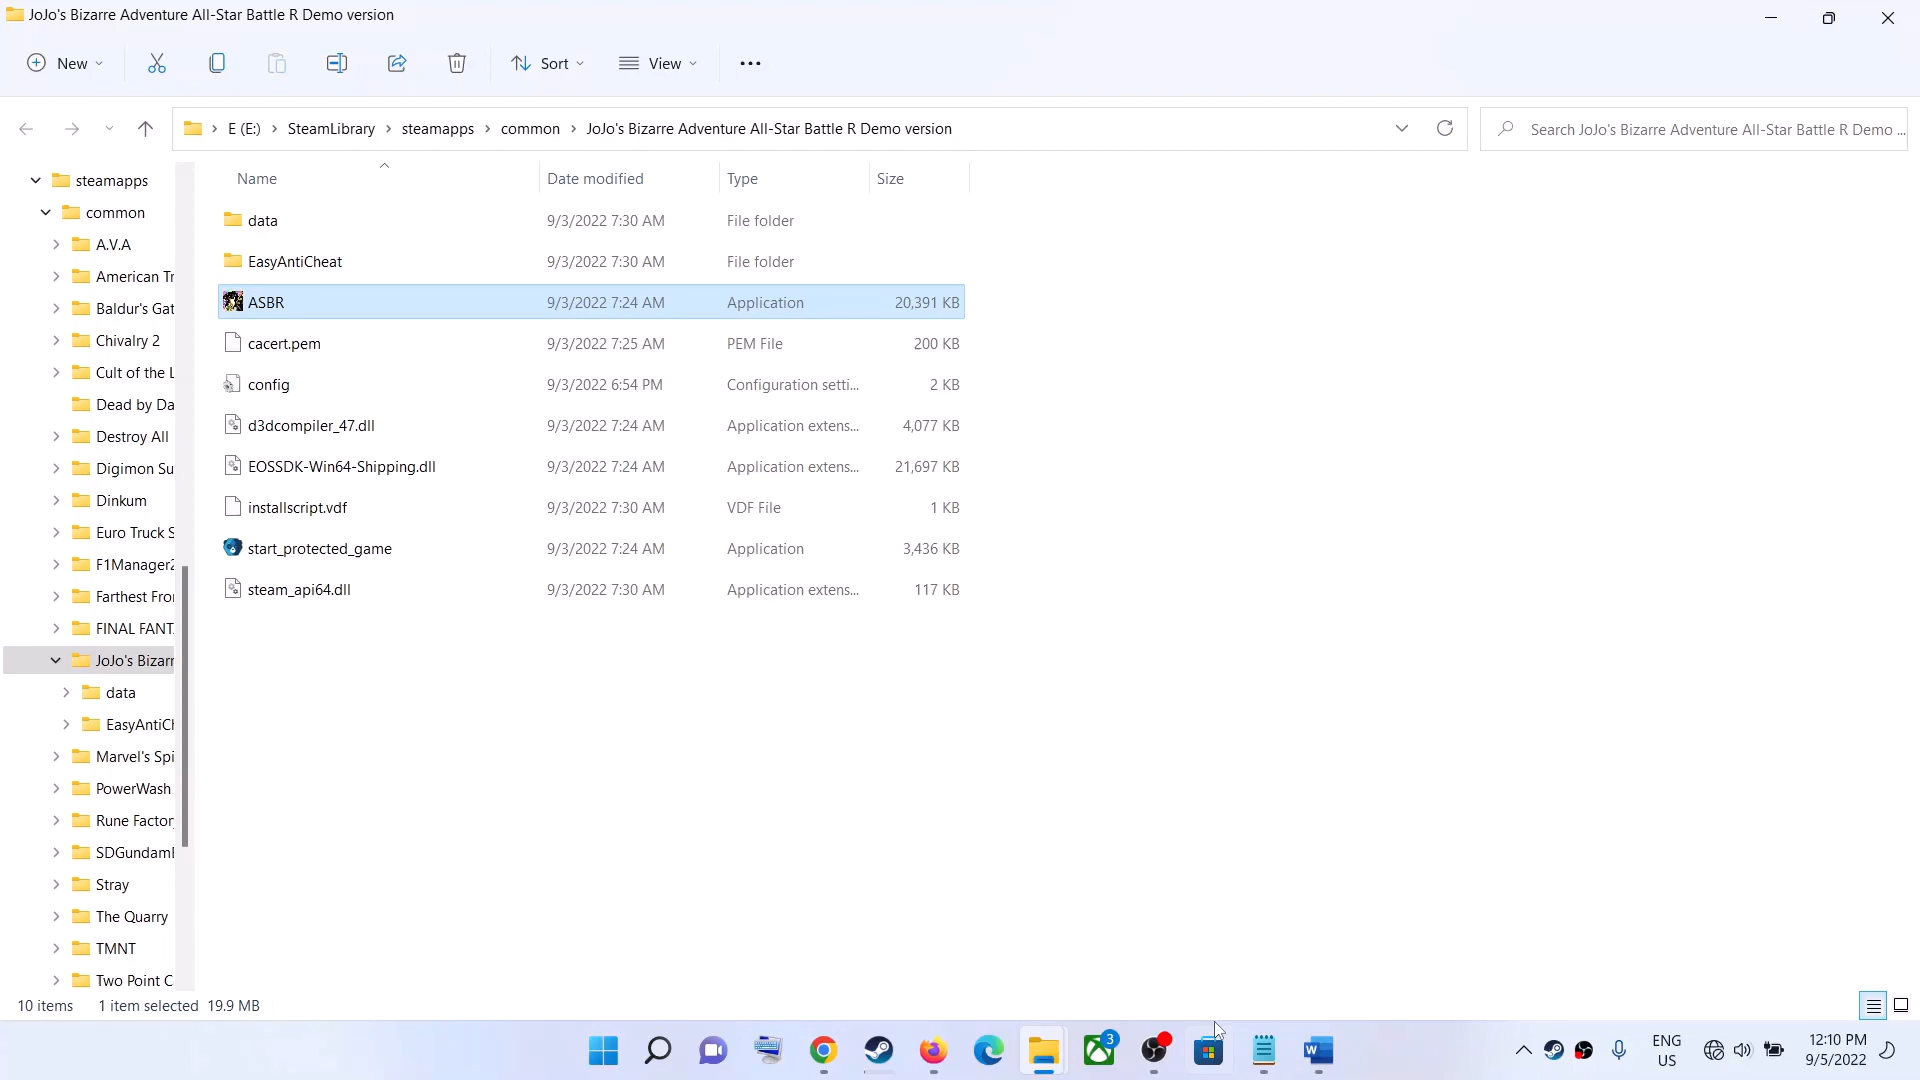 JoJo's Bizarre Adventure All-Star Battle R Demo version
New
Sort
View
E (E:) > SteamLibrary > steamapps > common > JoJo's Bizarre Adventure All-Star Battle R Demo version
Search JoJo's Bizarre Adventure All-Star Battle R Demo ...
steamapps
common
A.V.A
American Tr
Baldur's Gat
Chivalry 2
Cult of the L
Dead by Da
Destroy All
Digimon Su
Dinkum
Euro Truck S
F1Manager2
Farthest Fro
FINAL FANT
JoJo's Bizarr
data
EasyAntiCh
Marvel's Spi
PowerWash
Rune Factor
SDGundam
Stray
The Quarry
TMNT
Two Point C
Name Date modified Type Size
data 9/3/2022 7:30 AM File folder
EasyAntiCheat 9/3/2022 7:30 AM File folder
ASBR 9/3/2022 7:24 AM Application 20,391 KB
cacert.pem 9/3/2022 7:25 AM PEM File 200 KB
config 9/3/2022 6:54 PM Configuration setti... 2 KB
d3dcompiler_47.dll 9/3/2022 7:24 AM Application extens... 4,077 KB
EOSSDK-Win64-Shipping.dll 9/3/2022 7:24 AM Application extens... 21,697 KB
installscript.vdf 9/3/2022 7:30 AM VDF File 1 KB
start_protected_game 9/3/2022 7:24 AM Application 3,436 KB
steam_api64.dll 9/3/2022 7:30 AM Application extens... 117 KB
10 items 1 item selected 19.9 MB
3
ENG
US
12:10 PM
9/5/2022